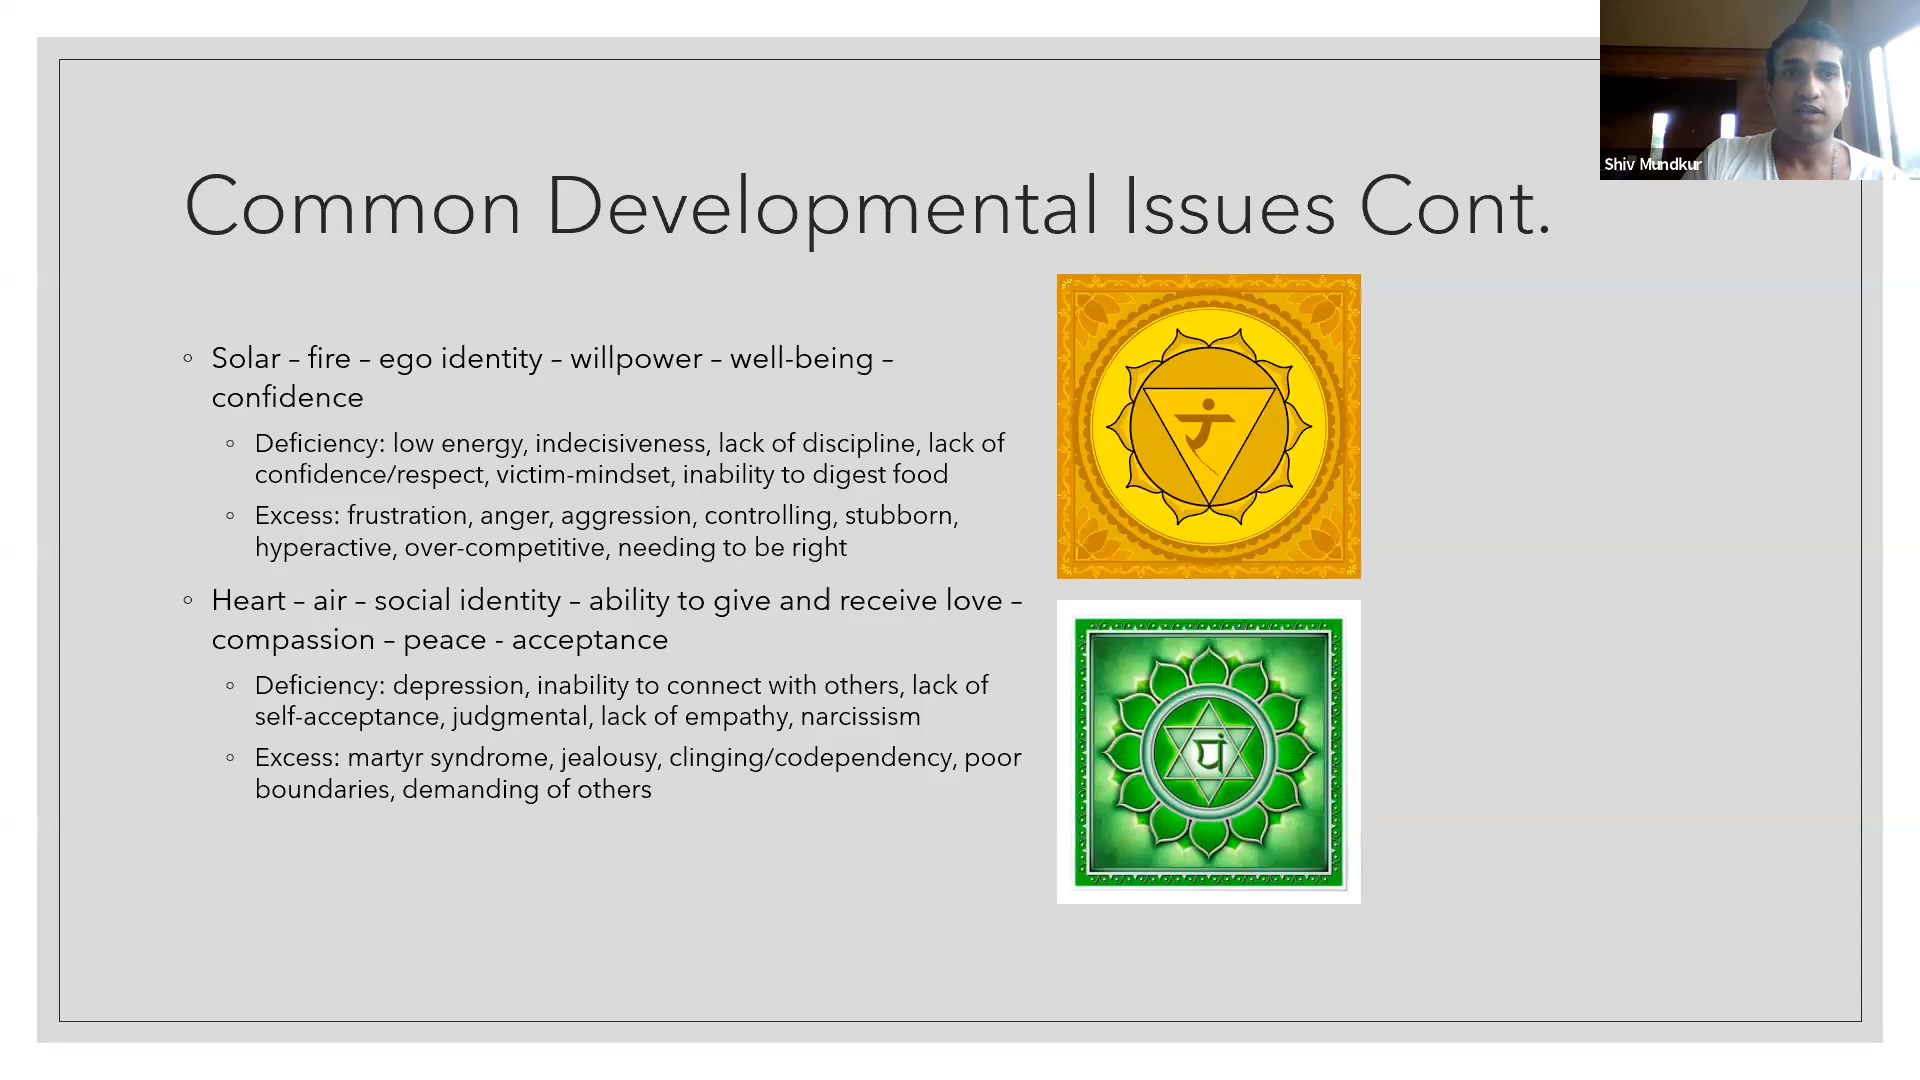 Shiv Mundkur
Common Developmental Issues Cont.
Solar – fire – ego identity – willpower – well-being –
confidence
Deficiency: low energy, indecisiveness, lack of discipline, lack of
confidence/respect, victim-mindset, inability to digest food
Excess: frustration, anger, aggression, controlling, stubborn,
hyperactive, over-competitive, needing to be right
Heart – air – social identity – ability to give and receive love –
compassion – peace - acceptance
Deficiency: depression, inability to connect with others, lack of
self-acceptance, judgmental, lack of empathy, narcissism
Excess: martyr syndrome, jealousy, clinging/codependency, poor
boundaries, demanding of others